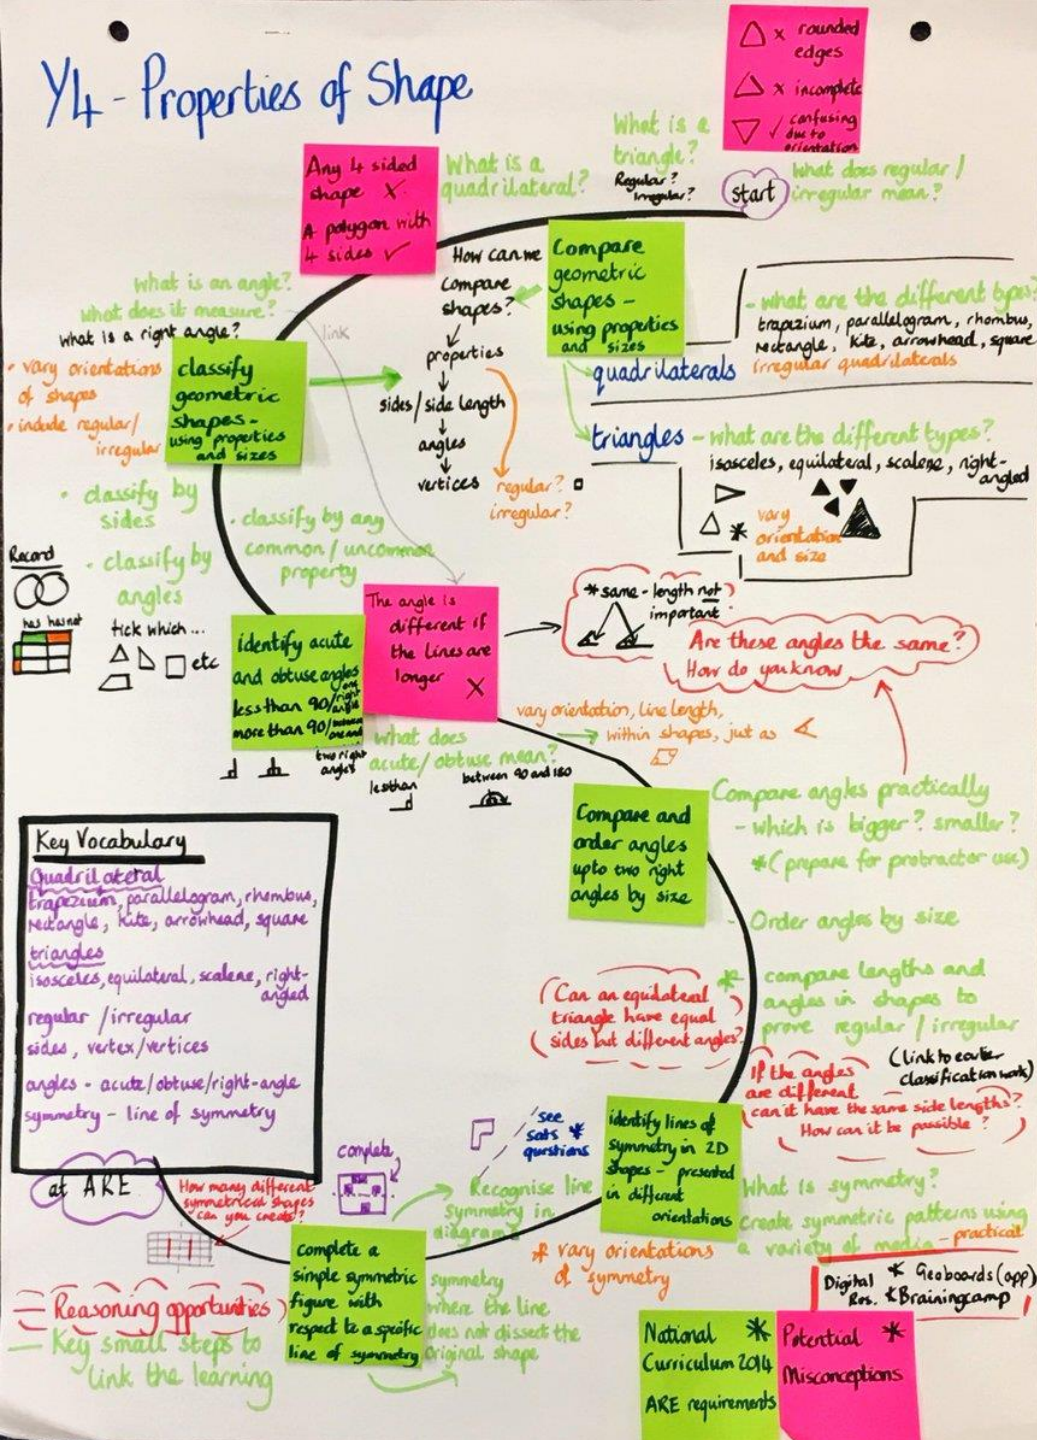 Y4 - Properties of Shape
x rounded
edges
x incomplete
✓ confusing
due to
orientation
What is a
triangle?
Regular?
Irregular?
start
What does regular /
irregular mean?
Any 4 sided
shape X
A polygon with
4 sides ✓
What is a
quadrilateral?
Compare
geometric
shapes -
using properties
and sizes
How can we
compare
shapes?
properties
sides/side length
angles
vertices
regular?
irregular?
- what are the different types?
trapezium, parallelogram, rhombus,
rectangle, kite, arrowhead, square
irregular quadrilaterals
quadrilaterals
triangles - what are the different types?
isosceles, equilateral, scalene, right-
angled
* vary
orientation
and size
What is an angle?
what does it measure?
what is a right angle?
link
• vary orientations
of shapes
• include regular/
irregular
classify
geometric
shapes -
using properties
and sizes
• classify by
sides
• classify by
angles
• classify by any
common/uncommon
property
Record
has has not
tick which...
etc
identify acute
and obtuse angles
less than 90/one right angle
more than 90/between one and
two right
angles
The angle is
different if
the lines are
longer
X
* same - length not
important
Are these angles the same?
How do you know
vary orientation, line length,
within shapes, just as
what does
acute/obtuse mean?
less than
between 90 and 180
Compare and
order angles
upto two right
angles by size
Compare angles practically
- which is bigger? smaller?
* (prepare for protractor use)
- Order angles by size
* compare lengths and
angles in shapes to
prove regular / irregular
(Can an equilateral
triangle have equal
sides but different angles?)
If the angles
are different
can it have the same side lengths?
How can it be possible?
(link to earlier
classification work)
Key Vocabulary
Quadrilateral
trapezium, parallelogram, rhombus,
rectangle, kite, arrowhead, square
triangles
isosceles, equilateral, scalene, right-
angled
regular / irregular
sides, vertex/vertices
angles - acute/obtuse/right-angle
symmetry - line of symmetry
at ARE
How many different
symmetrical shapes
can you create?
complete
see
sats *
questions
identify lines of
symmetry in 2D
shapes - presented
in different
orientations
What is symmetry?
Create symmetric patterns using
a variety of media - practical
Recognise line
symmetry in
diagrams
* vary orientations
of symmetry
complete a
simple symmetric
figure with
respect to a specific
line of symmetry
symmetry
where the line
does not dissect the
original shape
Reasoning opportunities
Key small steps to
link the learning
Digital * Geoboards (app)
Res. * Brainingcamp
National *
Curriculum 2014
ARE requirements
Potential *
Misconceptions